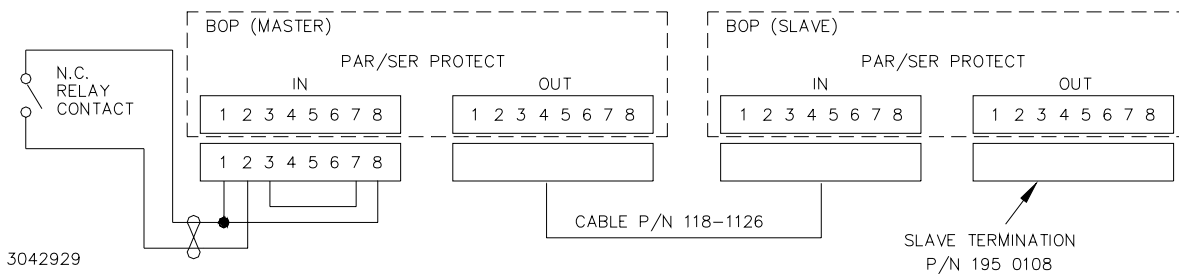 BOP (MASTER)
PAR/SER PROTECT
IN
OUT
1 2 3 4 5 6 7 8
1 2 3 4 5 6 7 8
1 2 3 4 5 6 7 8
N.C.
RELAY
CONTACT
BOP (SLAVE)
PAR/SER PROTECT
IN
OUT
1 2 3 4 5 6 7 8
1 2 3 4 5 6 7 8
CABLE P/N 118-1126
SLAVE TERMINATION
P/N 195 0108
3042929